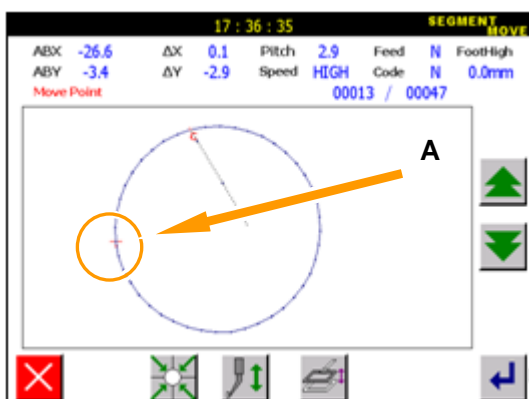 17 : 36 : 35
SEGMENT
MOVE
ABX -26.6 ΔX 0.1 Pitch 2.9 Feed N FootHigh
ABY -3.4 ΔY -2.9 Speed HIGH Code N 0.0mm
Move Point 00013 / 00047
A